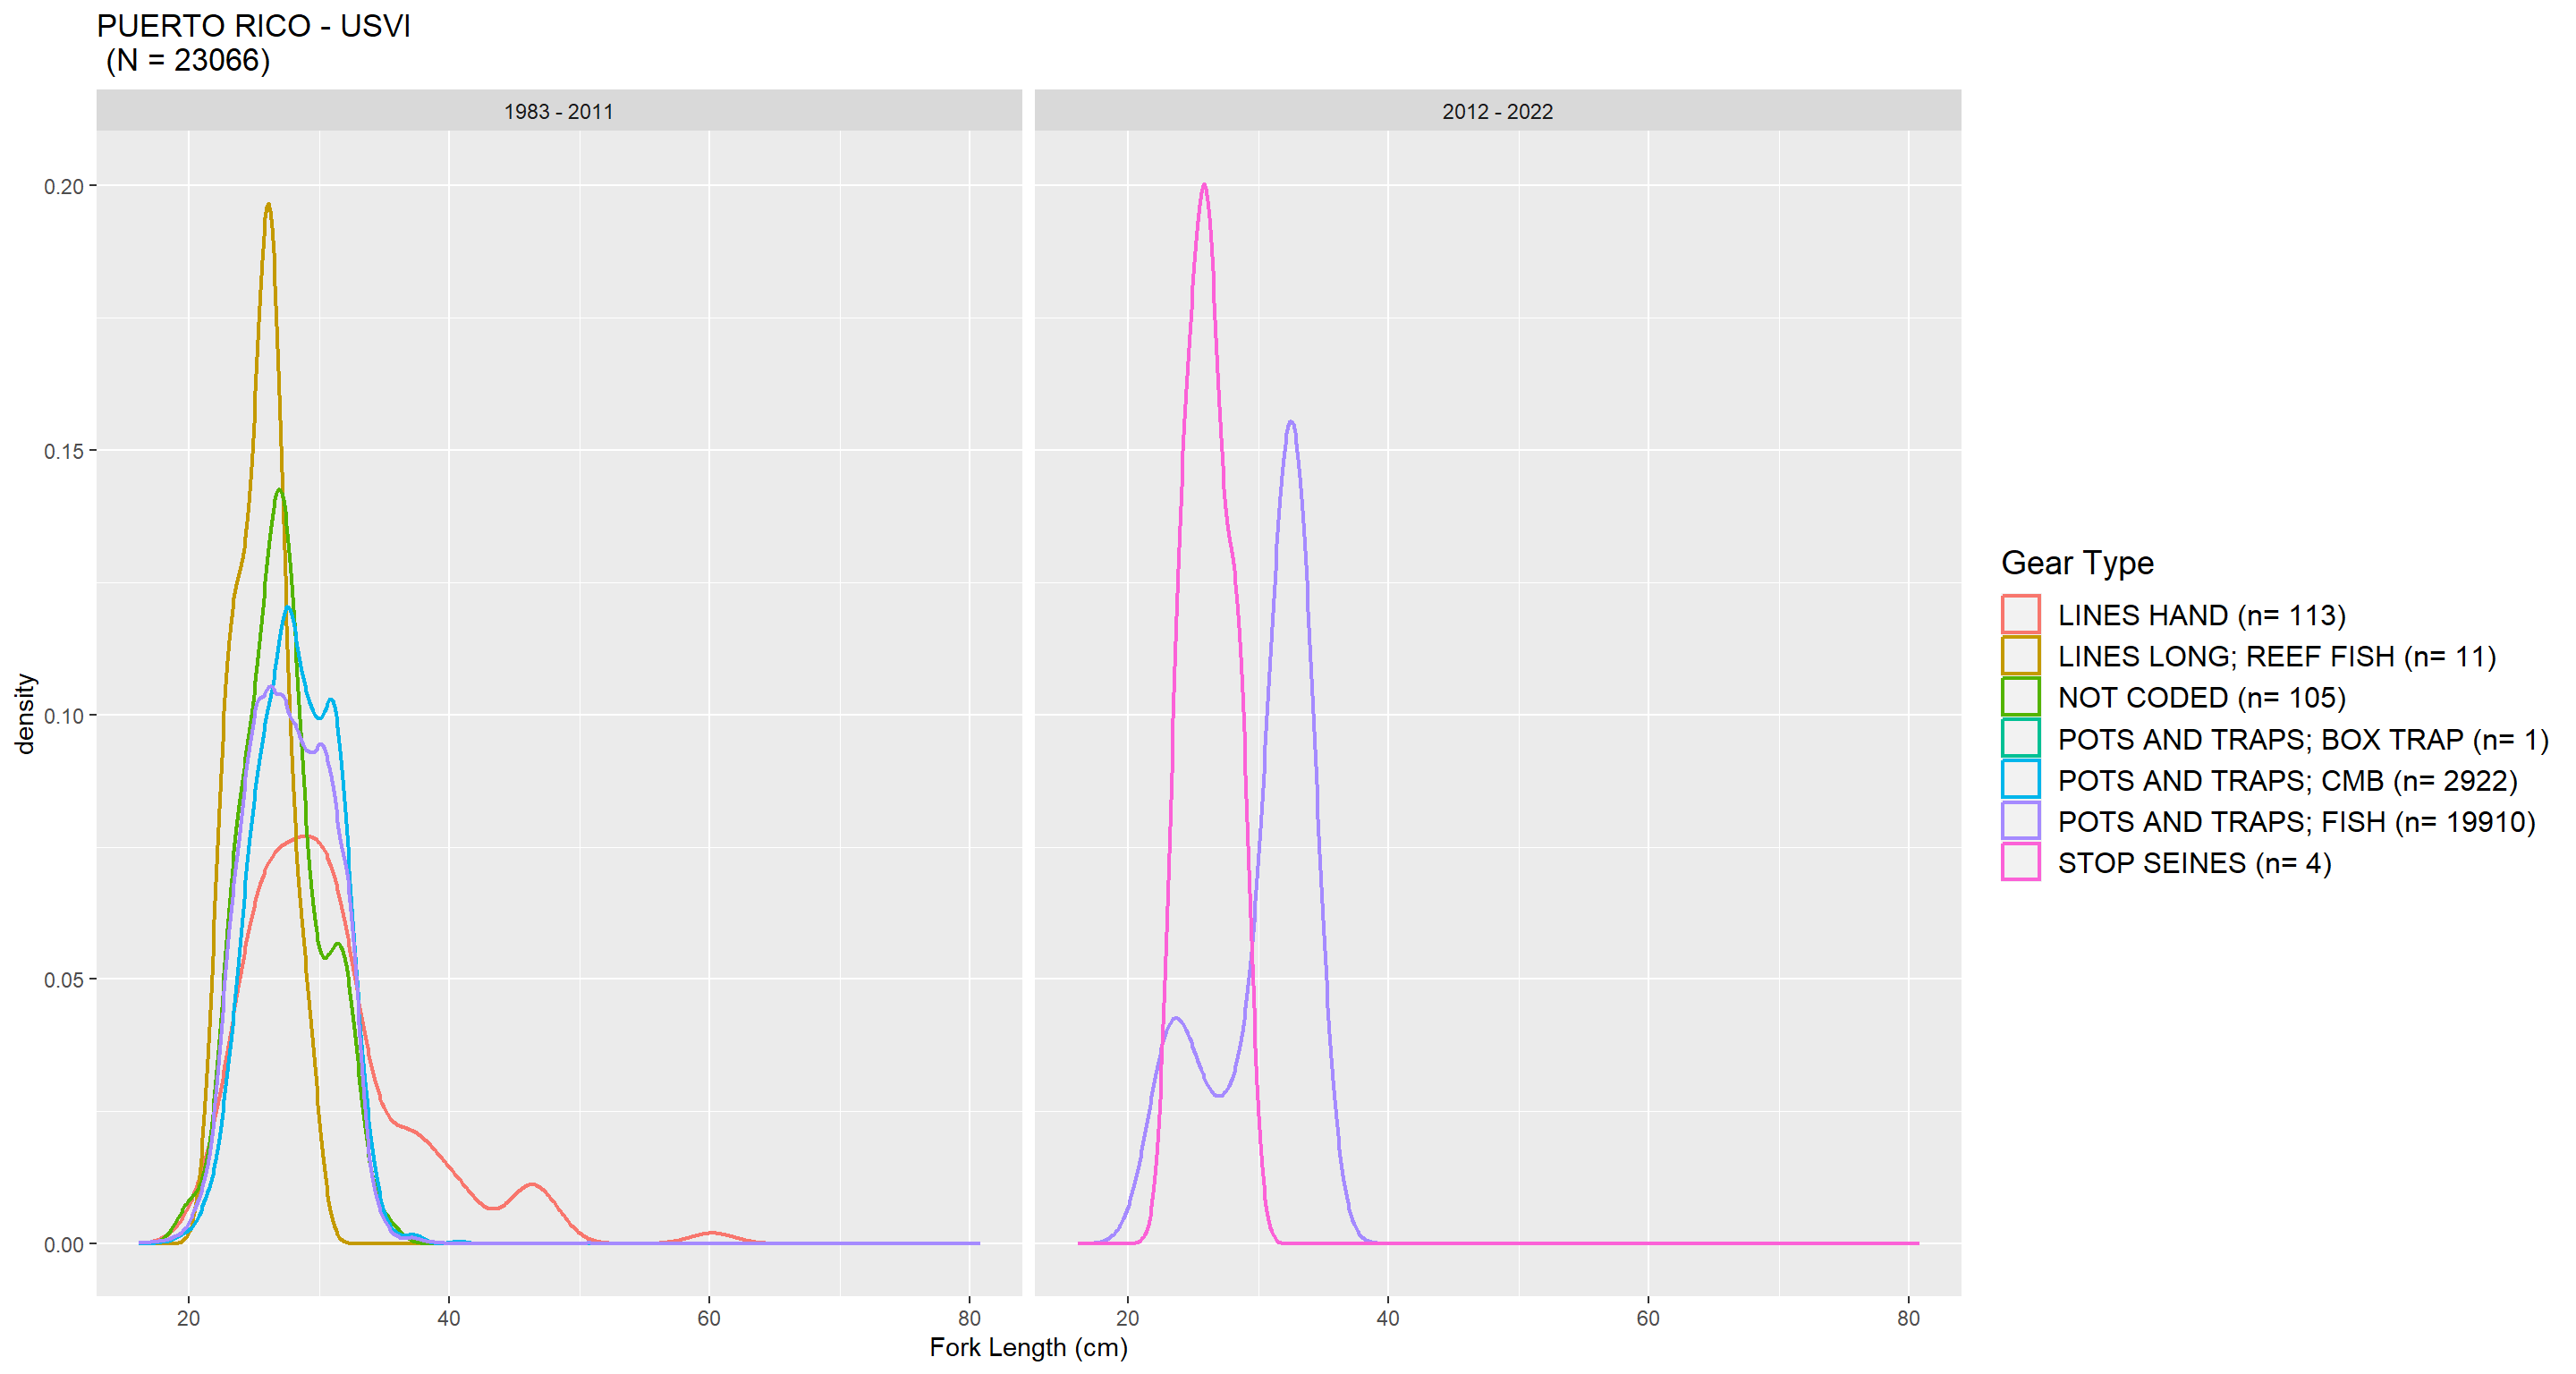 PUERTO RICO - USVI
(N = 23066)
1983 - 2011
2012 - 2022
0.20
0.15
0.10
0.05
0.00
density
20
40
60
80
20
40
60
80
Fork Length (cm)
Gear Type
LINES HAND (n= 113)
LINES LONG; REEF FISH (n= 11)
NOT CODED (n= 105)
POTS AND TRAPS; BOX TRAP (n= 1)
POTS AND TRAPS; CMB (n= 2922)
POTS AND TRAPS; FISH (n= 19910)
STOP SEINES (n= 4)